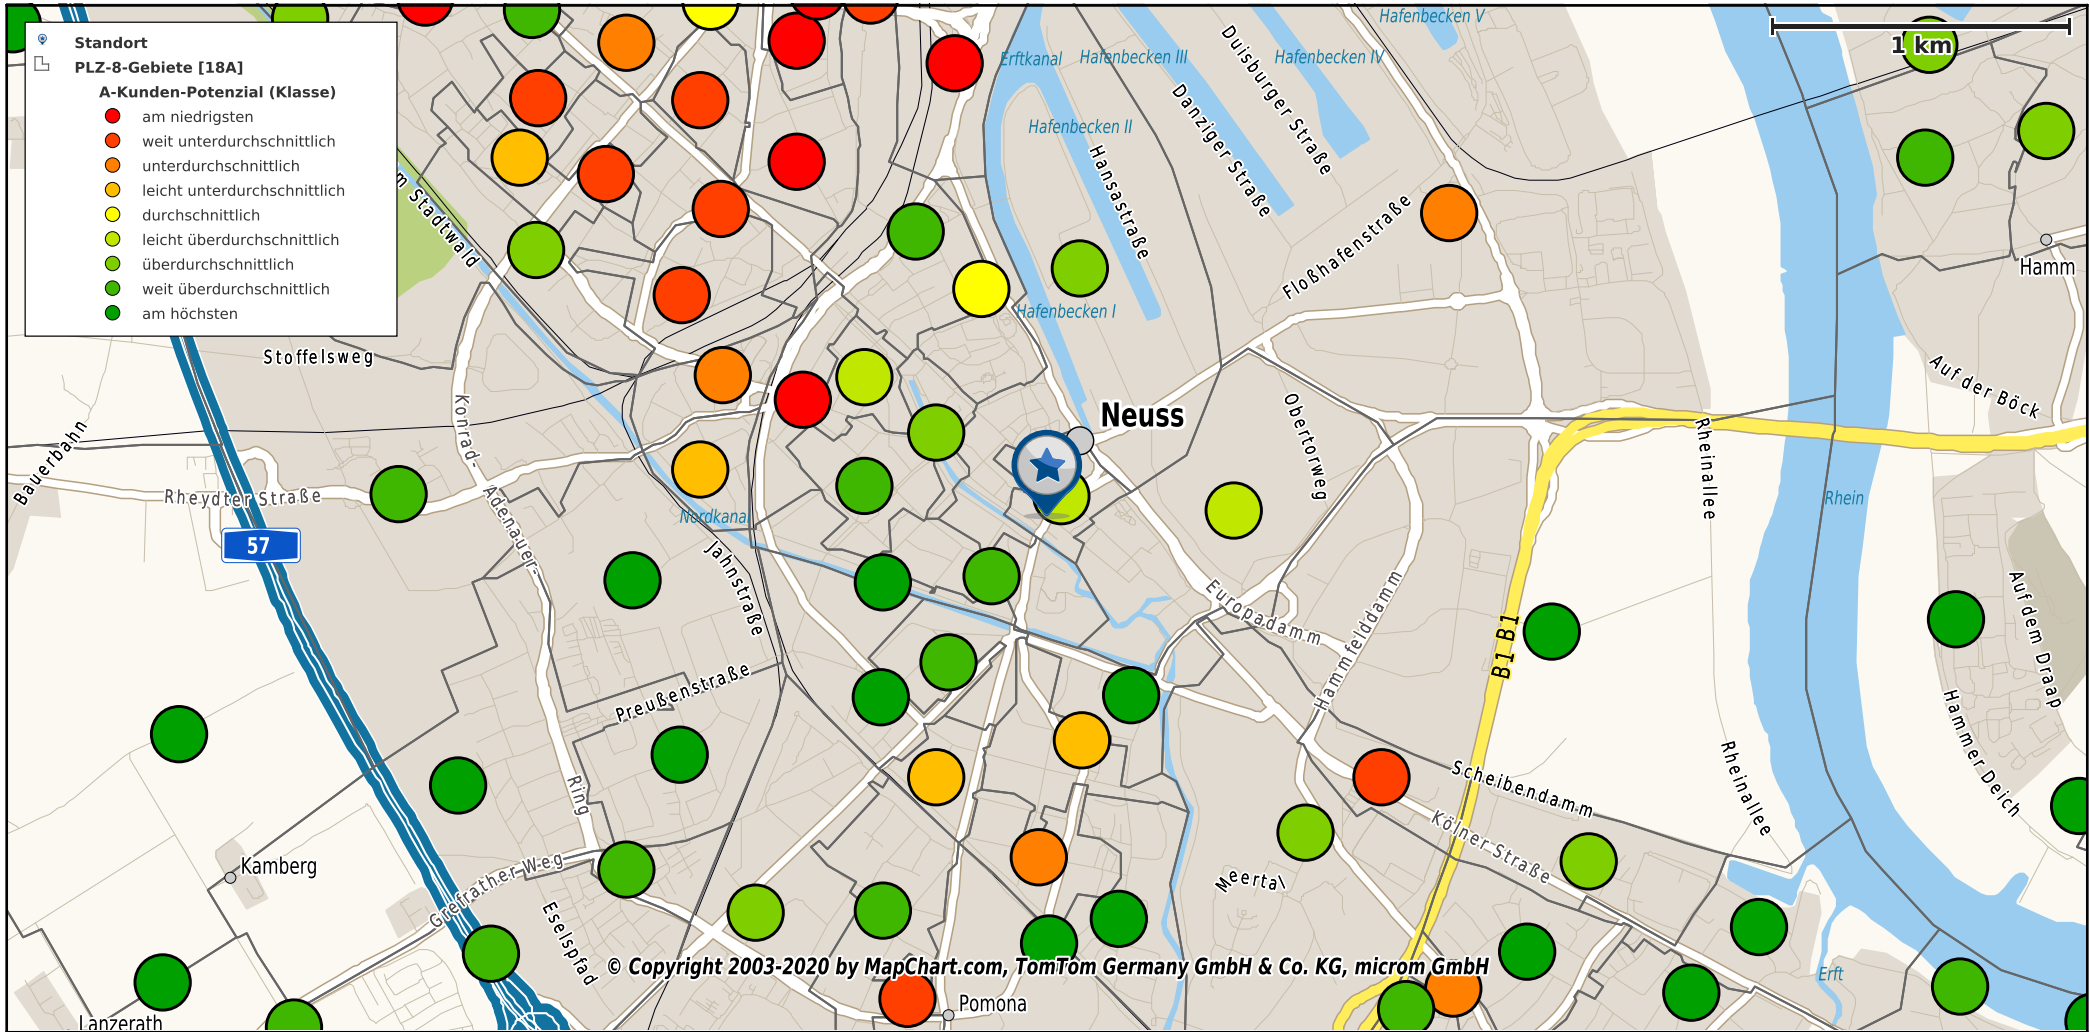 Standort
PLZ-8-Gebiete [18A]
A-Kunden-Potenzial (Klasse)
am niedrigsten
weit unterdurchschnittlich
unterdurchschnittlich
leicht unterdurchschnittlich
durchschnittlich
leicht überdurchschnittlich
überdurchschnittlich
weit überdurchschnittlich
am höchsten
1 km
Hafenbecken V
Erftkanal
Hafenbecken III
Hafenbecken IV
Duisburger Straße
Danziger Straße
Hafenbecken II
Hansastraße
m Stadtwald
Floßhafenstraße
Hamm
Hafenbecken I
Stoffelsweg
Auf der Böck
Neuss
Konrad-
Adenauer-
Ring
Obertorweg
Rheinallee
Bauerbahn
Rheydter Straße
Rhein
Nordkanal
57
Jahnstraße
Europadamm
Hammfelddamm
B1 B1
Auf dem Draap
Preußenstraße
Hammer Deich
Rheinallee
Scheibendamm
Kölner Straße
Kamberg
Grefrather Weg
Meertal
Eselspfad
© Copyright 2003-2020 by MapChart.com, TomTom Germany GmbH & Co. KG, microm GmbH
Erft
Pomona
Lanzerath